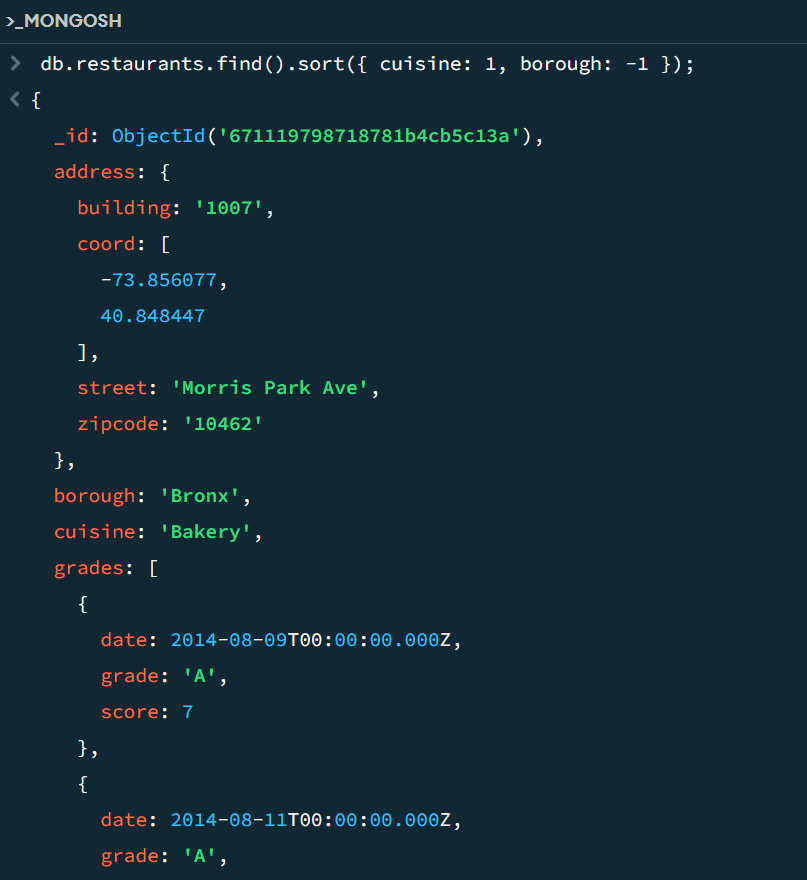 >_MONGOSH
> db.restaurants.find().sort({ cuisine: 1, borough: -1 });
< {
_id: ObjectId('671119798718781b4cb5c13a'),
address: {
building: '1007',
coord: [
-73.856077,
40.848447
],
street: 'Morris Park Ave',
zipcode: '10462'
},
borough: 'Bronx',
cuisine: 'Bakery',
grades: [
{
date: 2014-08-09T00:00:00.000Z,
grade: 'A',
score: 7
},
{
date: 2014-08-11T00:00:00.000Z,
grade: 'A',